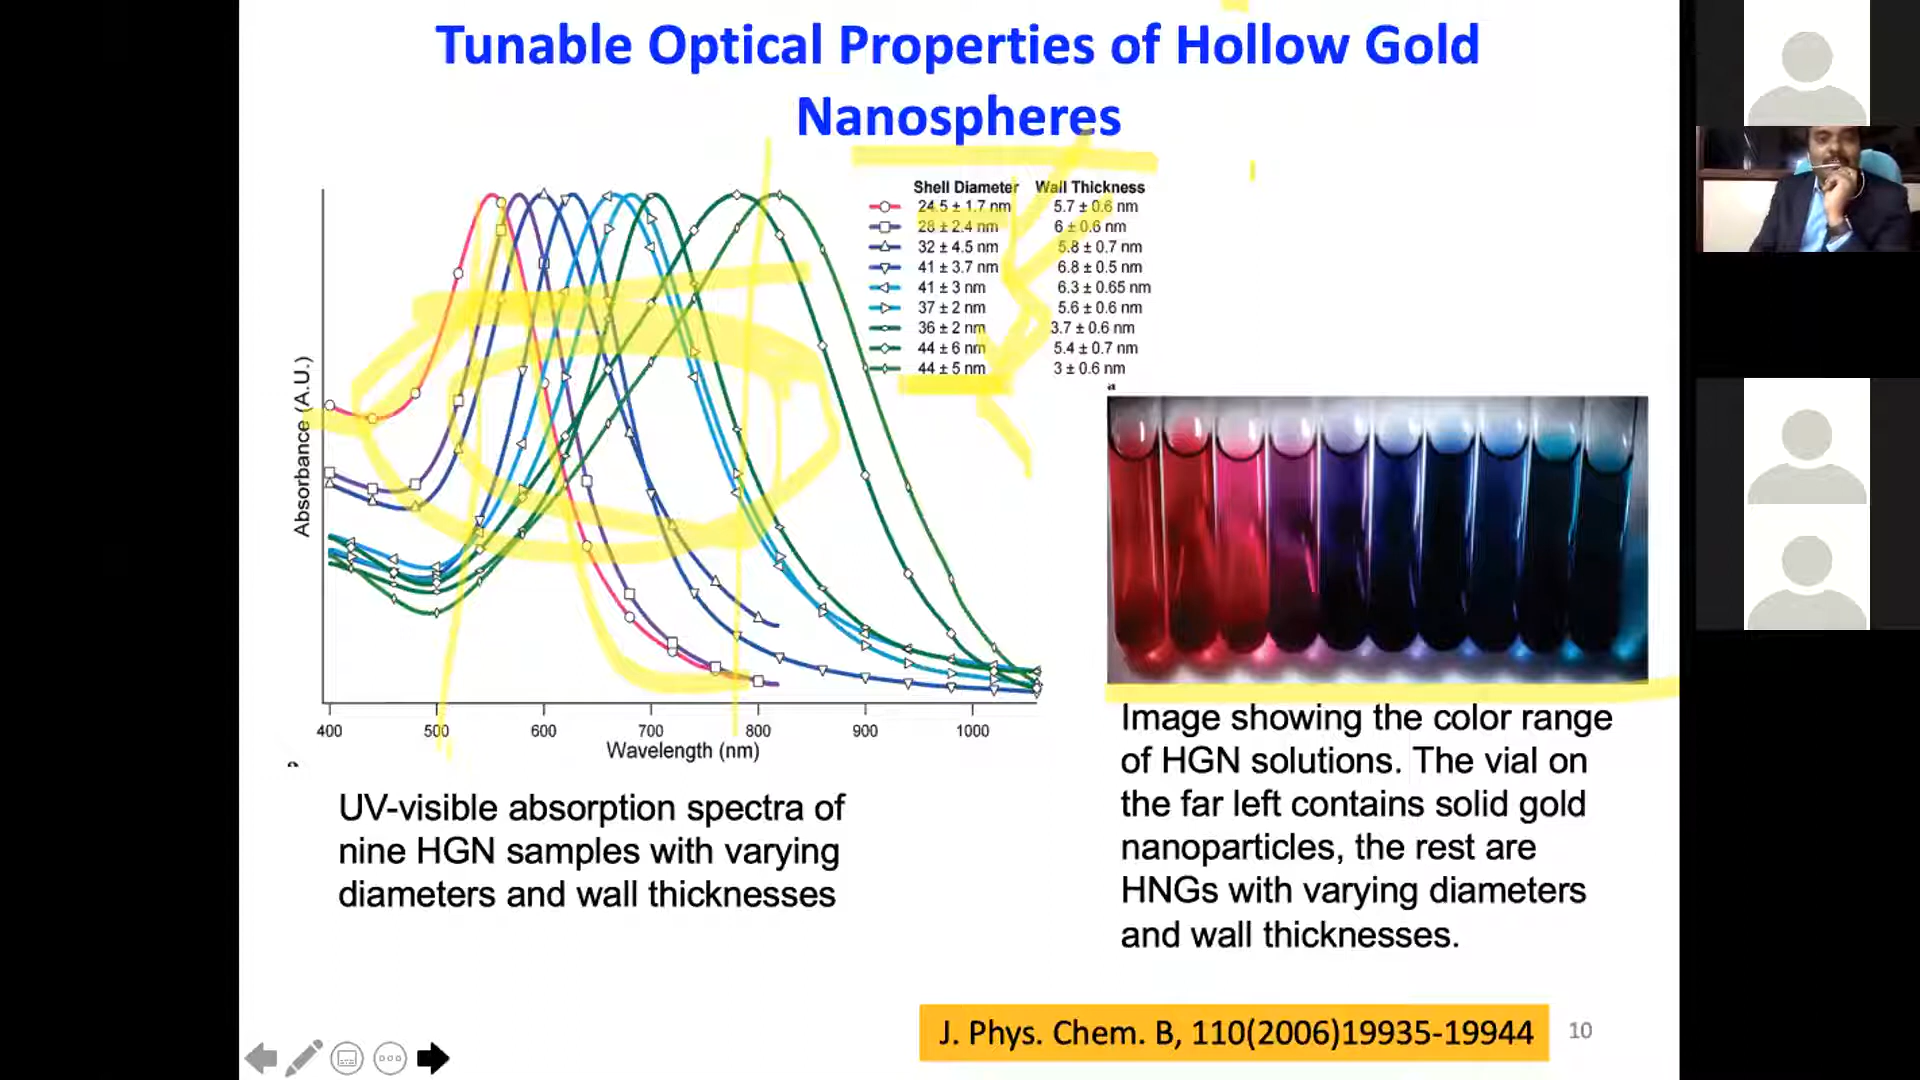 Tunable Optical Properties of Hollow Gold
Nanospheres
Shell Diameter Wall Thickness
24.5 ± 1.7 nm 5.7 ± 0.6 nm
28 ± 2.4 nm 6 ± 0.6 nm
32 ± 4.5 nm 5.8 ± 0.7 nm
41 ± 3.7 nm 6.8 ± 0.5 nm
41 ± 3 nm 6.3 ± 0.65 nm
37 ± 2 nm 5.6 ± 0.6 nm
36 ± 2 nm 3.7 ± 0.6 nm
44 ± 6 nm 5.4 ± 0.7 nm
44 ± 5 nm 3 ± 0.6 nm
Absorbance (A.U.)
400 500 600 700 800 900 1000
Wavelength (nm)
UV-visible absorption spectra of
nine HGN samples with varying
diameters and wall thicknesses
Image showing the color range
of HGN solutions. The vial on
the far left contains solid gold
nanoparticles, the rest are
HNGs with varying diameters
and wall thicknesses.
J. Phys. Chem. B, 110(2006)19935-19944
10